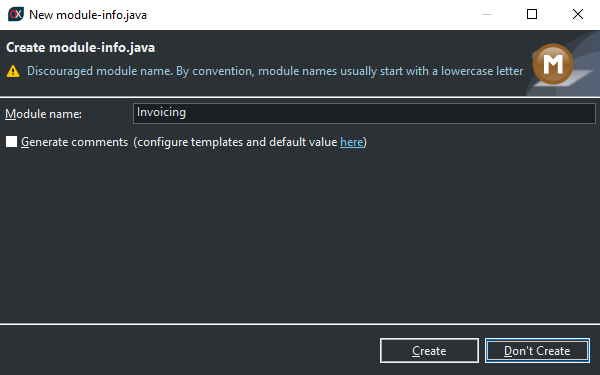 New module-info.java
Create module-info.java
Discouraged module name. By convention, module names usually start with a lowercase letter
M
Module name: Invoicing
Generate comments (configure templates and default value here)
Create Don't Create